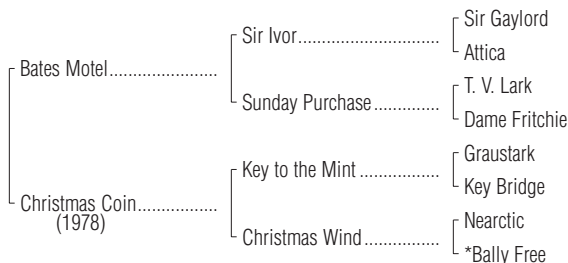 Sir Gaylord
Sir Ivor................................
Attica
Bates Motel........................
T. V. Lark
Sunday Purchase...............
Dame Fritchie
Graustark
Key to the Mint ..................
Key Bridge
Christmas Coin..................
(1978)
Nearctic
Christmas Wind.................
*Bally Free